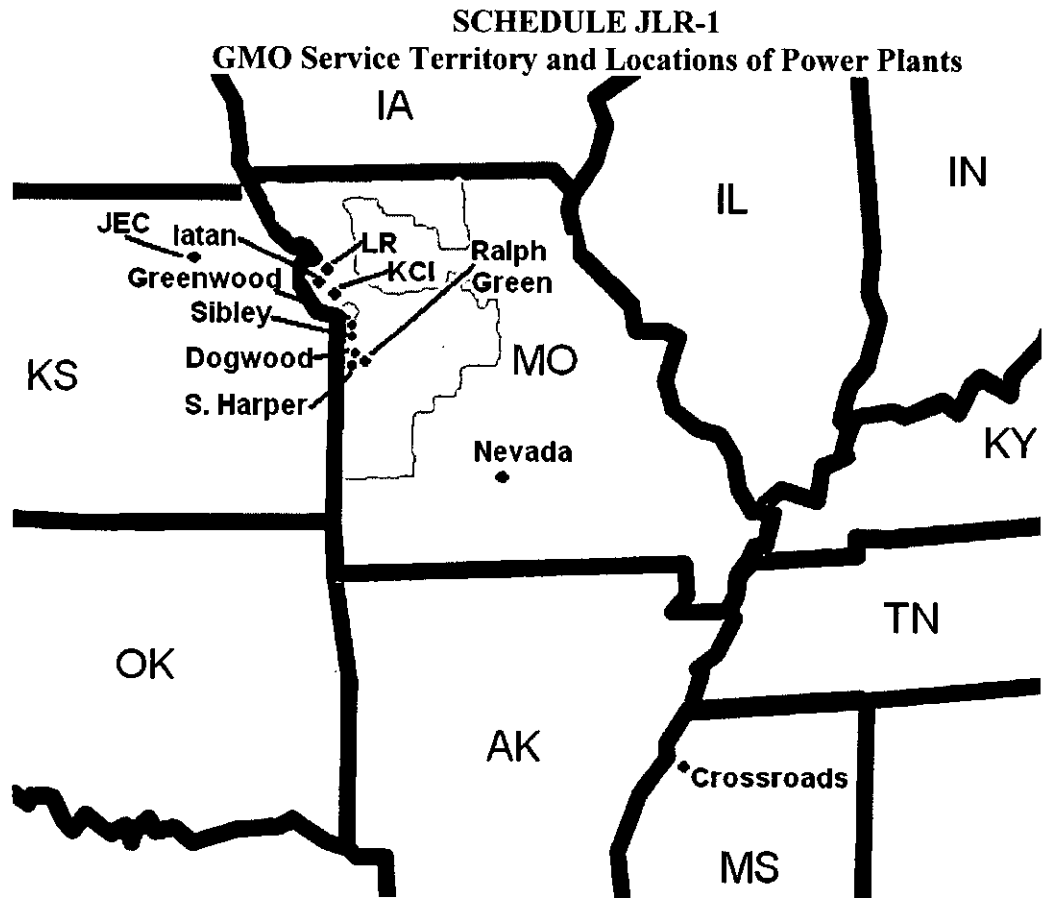 SCHEDULE JLR-1
GMO Service Territory and Locations of Power Plants
IA
IN
IL
JEC
Iatan
LR
Ralph
Green
KCI
Greenwood
Sibley
Dogwood
MO
KS
S. Harper
KY
Nevada
TN
OK
AK
Crossroads
MS